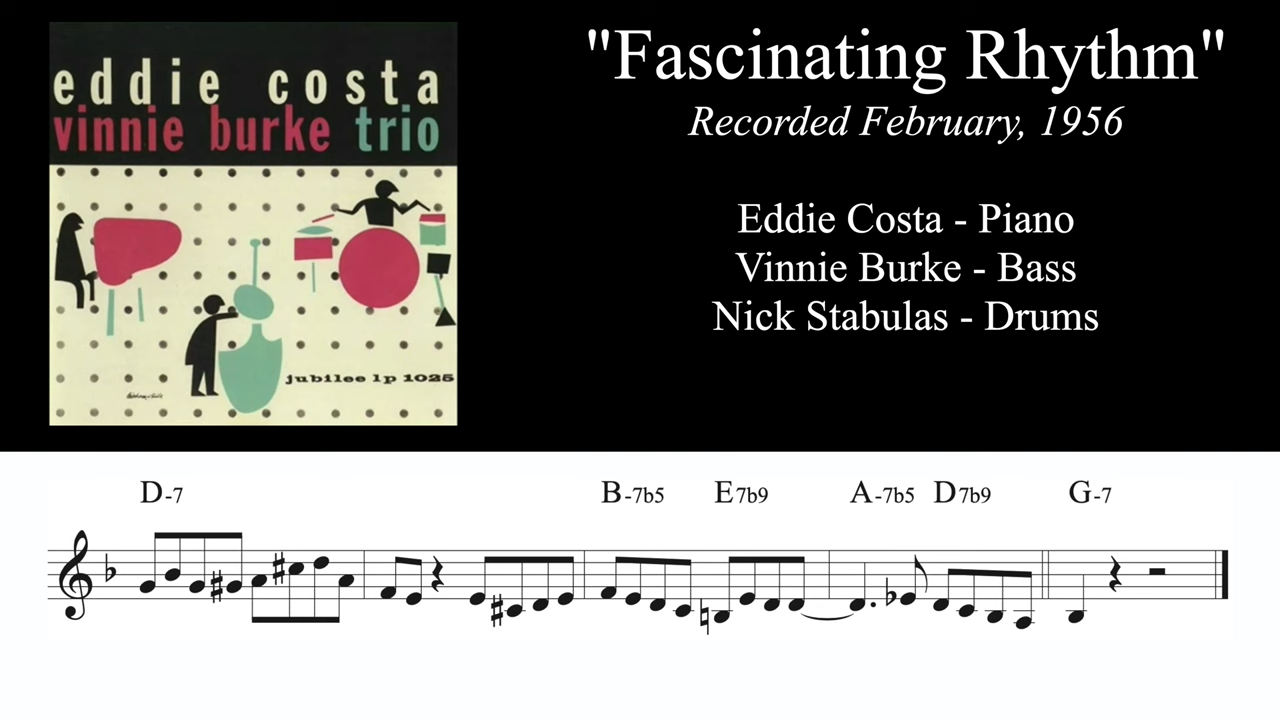 eddie costa
vinnie burke trio
jubilee lp 1025
"Fascinating Rhythm"
Recorded February, 1956
Eddie Costa - Piano
Vinnie Burke - Bass
Nick Stabulas - Drums
D-7 B-7b5 E7b9 A-7b5 D7b9 G-7